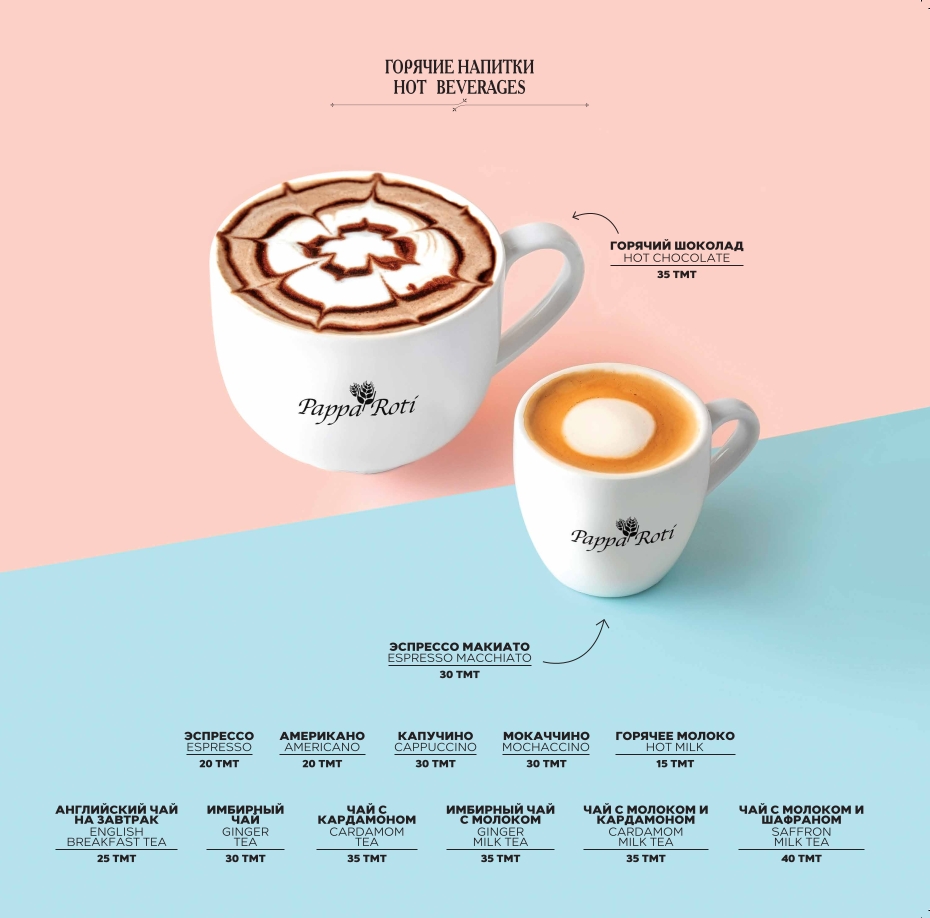 ГОРЯЧИЕ НАПИТКИ
HOT BEVERAGES
ГОРЯЧИЙ ШОКОЛАД
HOT CHOCOLATE
35 TMT
Pappa Roti
Pappa Roti
ЭСПРЕССО МАКИАТО
ESPRESSO MACCHIATO
30 TMT
ЭСПРЕССО
ESPRESSO
20 TMT
АМЕРИКАНО
AMERICANO
20 TMT
КАПУЧИНО
CAPPUCCINO
30 TMT
МОКАЧЧИНО
MOCHACCINO
30 TMT
ГОРЯЧЕЕ МОЛОКО
HOT MILK
15 TMT
АНГЛИЙСКИЙ ЧАЙ
НА ЗАВТРАК
ENGLISH
BREAKFAST TEA
25 TMT
ИМБИРНЫЙ
ЧАЙ
GINGER
TEA
30 TMT
ЧАЙ С
КАРДАМОНОМ
CARDAMOM
TEA
35 TMT
ИМБИРНЫЙ ЧАЙ
С МОЛОКОМ
GINGER
MILK TEA
35 TMT
ЧАЙ С МОЛОКОМ И
КАРДАМОНОМ
CARDAMOM
MILK TEA
35 TMT
ЧАЙ С МОЛОКОМ И
ШАФРАНОМ
SAFFRON
MILK TEA
40 TMT